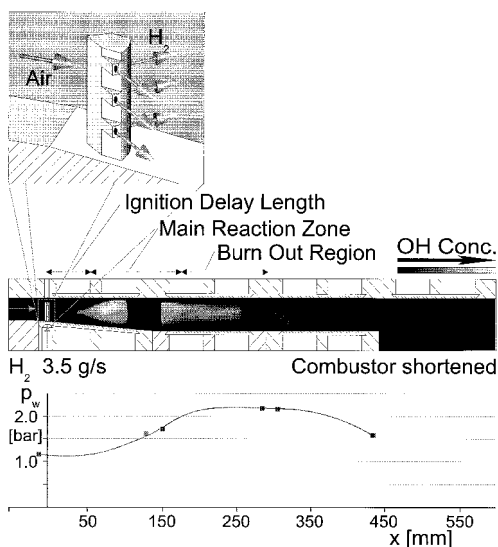 H2
Air
Ignition Delay Length
Main Reaction Zone
Burn Out Region
OH Conc.
H2 3.5 g/s
Combustor shortened
pw
2.0
[bar]
1.0
50 150 250 350 450 550
x [mm]